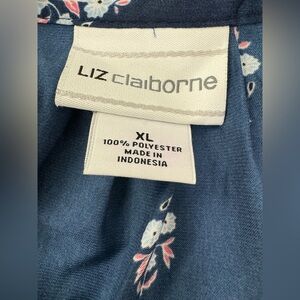 LIZ claiborne
XL
100% POLYESTER
MADE IN
INDONESIA